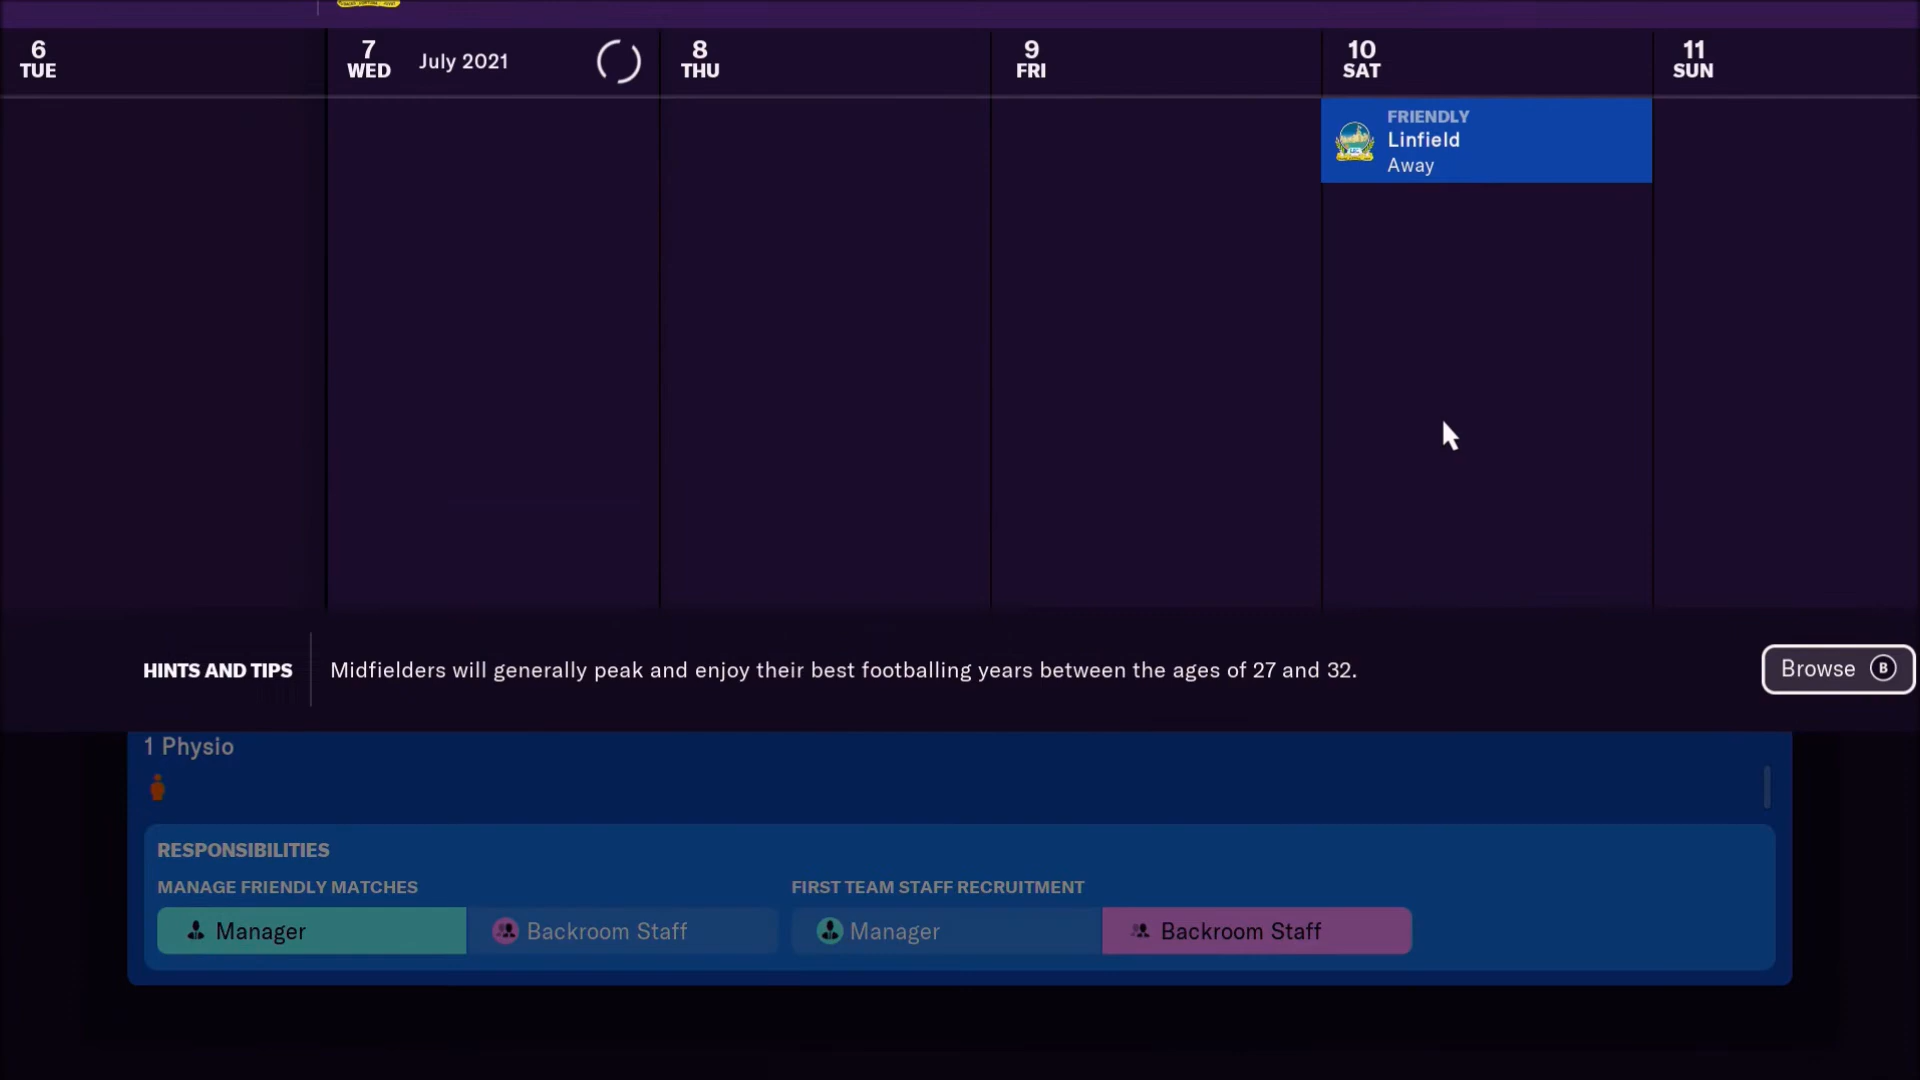 6
TUE
7
WED
July 2021
8
THU
9
FRI
10
SAT
11
SUN
FRIENDLY
Linfield
Away
HINTS AND TIPS
Midfielders will generally peak and enjoy their best footballing years between the ages of 27 and 32.
Browse B
1 Physio
RESPONSIBILITIES
MANAGE FRIENDLY MATCHES
FIRST TEAM STAFF RECRUITMENT
Manager
Backroom Staff
Manager
Backroom Staff